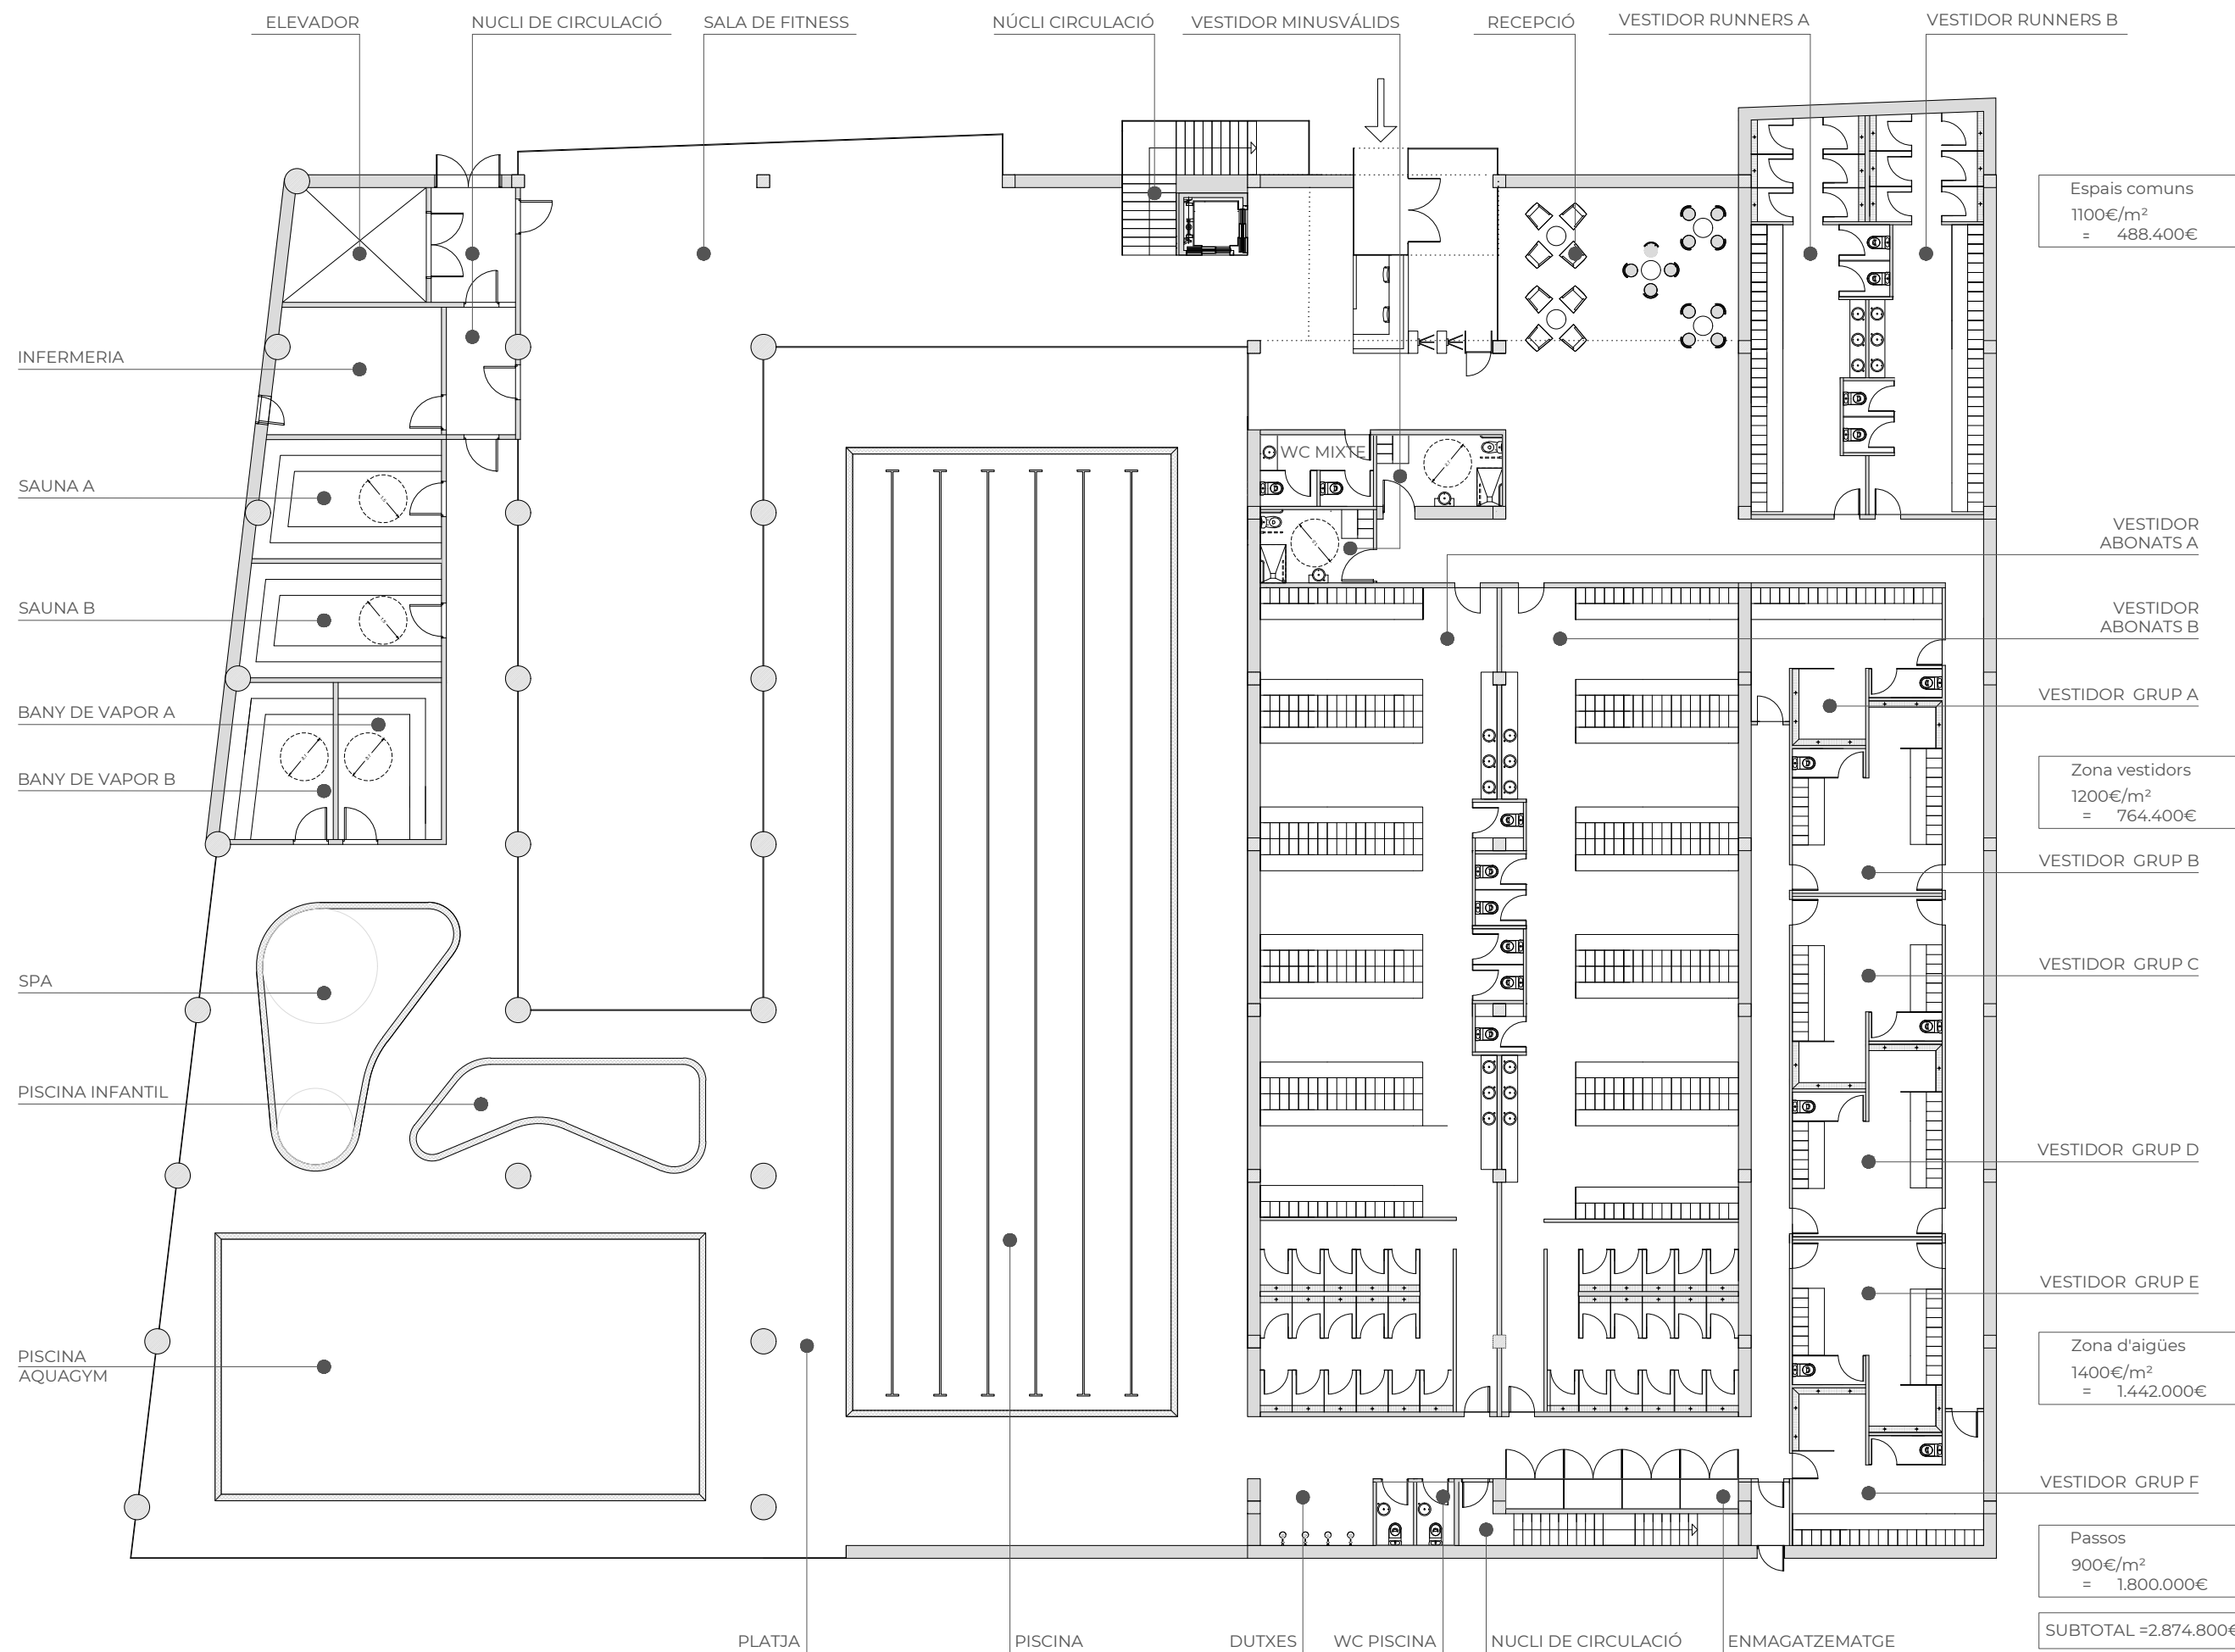 ELEVADOR
NUCLI DE CIRCULACIÓ
SALA DE FITNESS
NÚCLI CIRCULACIÓ
VESTIDOR MINUSVÁLIDS
RECEPCIÓ
VESTIDOR RUNNERS A
VESTIDOR RUNNERS B
Espais comuns
1100€/m²
= 488.400€
INFERMERIA
WC MIXTE
SAUNA A
VESTIDOR
ABONATS A
SAUNA B
VESTIDOR
ABONATS B
VESTIDOR GRUP A
BANY DE VAPOR A
BANY DE VAPOR B
Zona vestidors
1200€/m²
= 764.400€
VESTIDOR GRUP B
VESTIDOR GRUP C
SPA
PISCINA INFANTIL
VESTIDOR GRUP D
VESTIDOR GRUP E
PISCINA
AQUAGYM
Zona d'aigües
1400€/m²
= 1.442.000€
VESTIDOR GRUP F
Passos
900€/m²
= 1.800.000€
SUBTOTAL =2.874.800€
PLATJA
PISCINA
DUTXES
WC PISCINA
NUCLI DE CIRCULACIÓ
ENMAGATZEMATGE